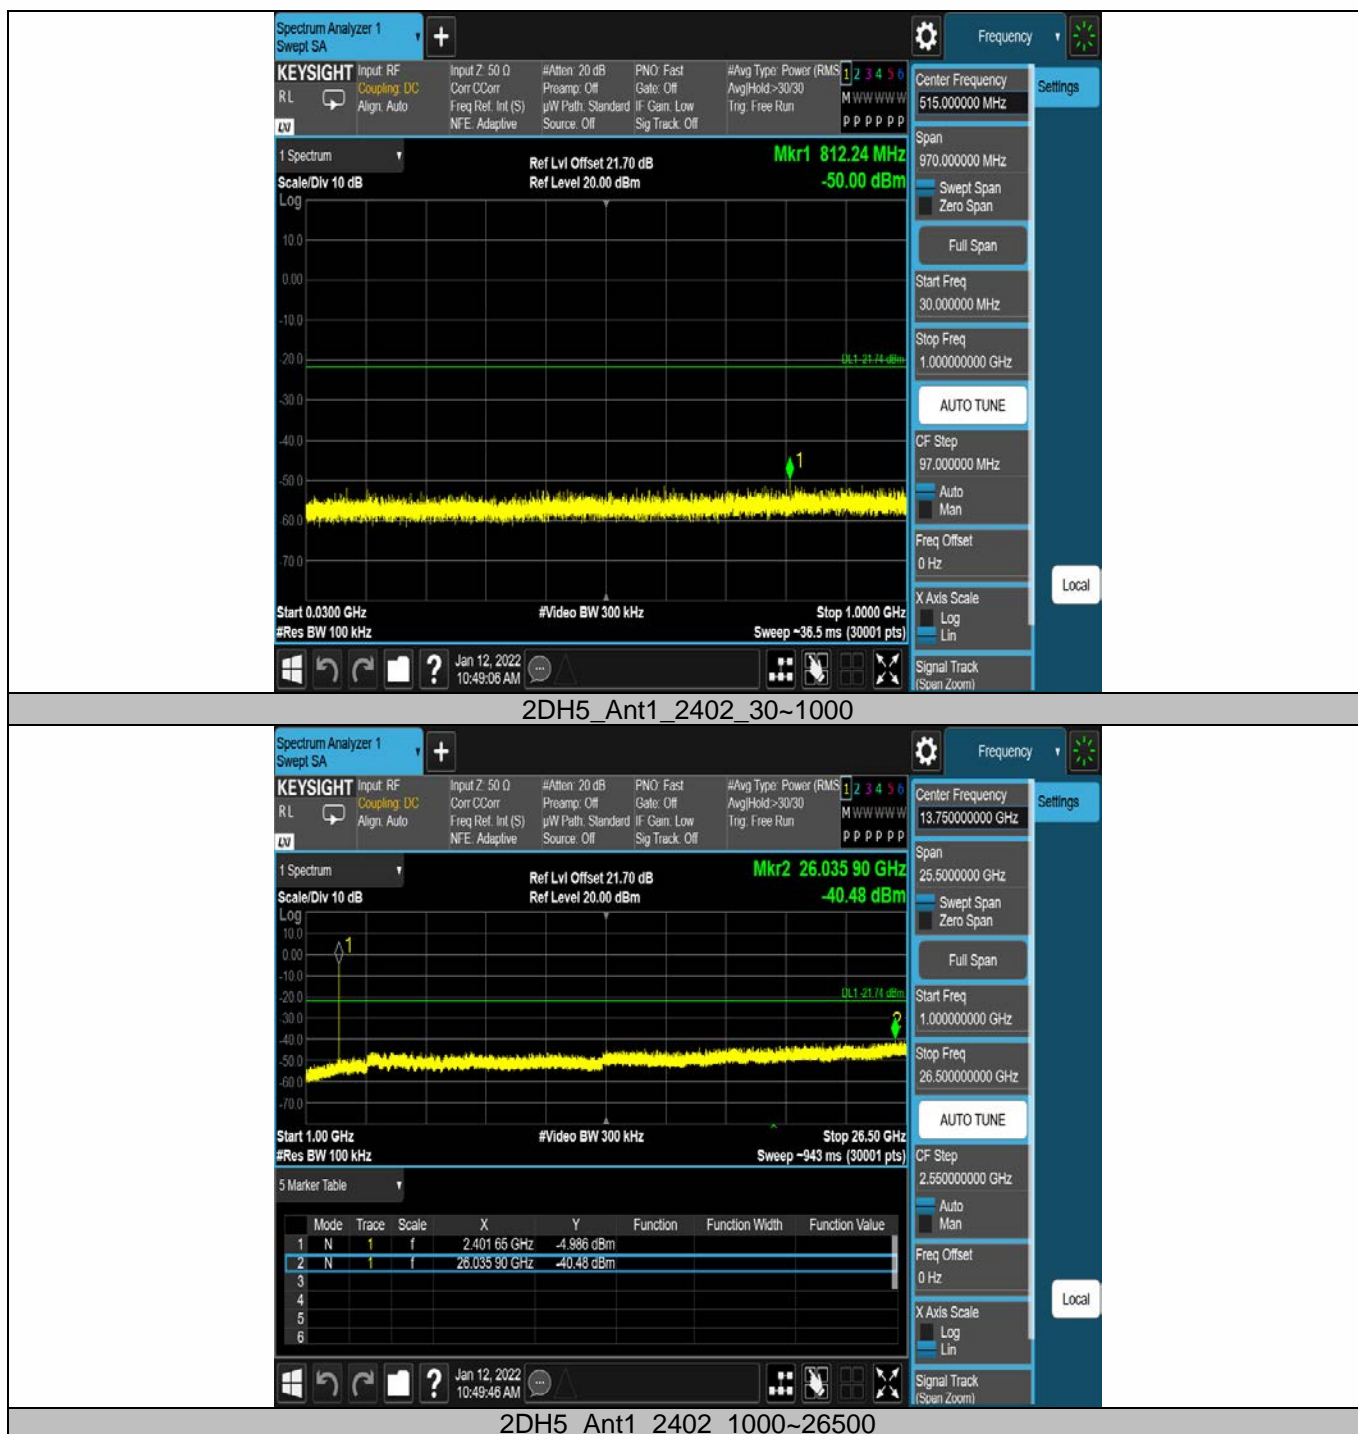 Spectrum Analyzer 1
Swept SA
+
Frequency
KEYSIGHT Input: RF Input Z: 50 Ω #Atten: 20 dB PNO: Fast #Avg Type: Power (RMS 1 2 3 4 5 6
RL Coupling: DC Corr CCorr Preamp: Off Gate: Off Avg|Hold:>30/30 M W W W W W
Align: Auto Freq Ref: Int (S) µW Path: Standard IF Gain: Low Trig: Free Run
LXI NFE: Adaptive Source: Off Sig Track: Off P P P P P P
1 Spectrum
Scale/Div 10 dB
Ref Lvl Offset 21.70 dB
Ref Level 20.00 dBm
Mkr1 812.24 MHz
-50.00 dBm
Log
10.0
0.00
-10.0
-20.0
DL1 -21.74 dBm
-30.0
-40.0
1
-50.0
-60.0
-70.0
Start 0.0300 GHz #Video BW 300 kHz Stop 1.0000 GHz
#Res BW 100 kHz Sweep ~36.5 ms (30001 pts)
Center Frequency
515.000000 MHz
Settings
Span
970.000000 MHz
Swept Span
Zero Span
Full Span
Start Freq
30.000000 MHz
Stop Freq
1.000000000 GHz
AUTO TUNE
CF Step
97.000000 MHz
Auto
Man
Freq Offset
0 Hz
X Axis Scale
Log
Lin
Local
Signal Track
(Span Zoom)
? Jan 12, 2022
10:49:06 AM
2DH5_Ant1_2402_30~1000
Spectrum Analyzer 1
Swept SA
+
Frequency
KEYSIGHT Input: RF Input Z: 50 Ω #Atten: 20 dB PNO: Fast #Avg Type: Power (RMS 1 2 3 4 5 6
RL Coupling: DC Corr CCorr Preamp: Off Gate: Off Avg|Hold:>30/30 M W W W W W
Align: Auto Freq Ref: Int (S) µW Path: Standard IF Gain: Low Trig: Free Run
LXI NFE: Adaptive Source: Off Sig Track: Off P P P P P P
1 Spectrum
Scale/Div 10 dB
Ref Lvl Offset 21.70 dB
Ref Level 20.00 dBm
Mkr2 26.035 90 GHz
-40.48 dBm
Log
10.0
1
0.00
-10.0
-20.0
DL1 -21.74 dBm
-30.0
2
-40.0
-50.0
-60.0
-70.0
Start 1.00 GHz #Video BW 300 kHz Stop 26.50 GHz
#Res BW 100 kHz Sweep ~943 ms (30001 pts)
5 Marker Table
Mode Trace Scale X Y Function Function Width Function Value
1 N 1 f 2.401 65 GHz -4.986 dBm
2 N 1 f 26.035 90 GHz -40.48 dBm
3
4
5
6
Center Frequency
13.750000000 GHz
Settings
Span
25.5000000 GHz
Swept Span
Zero Span
Full Span
Start Freq
1.000000000 GHz
Stop Freq
26.500000000 GHz
AUTO TUNE
CF Step
2.550000000 GHz
Auto
Man
Freq Offset
0 Hz
X Axis Scale
Log
Lin
Local
Signal Track
(Span Zoom)
? Jan 12, 2022
10:49:46 AM
2DH5_Ant1_2402_1000~26500